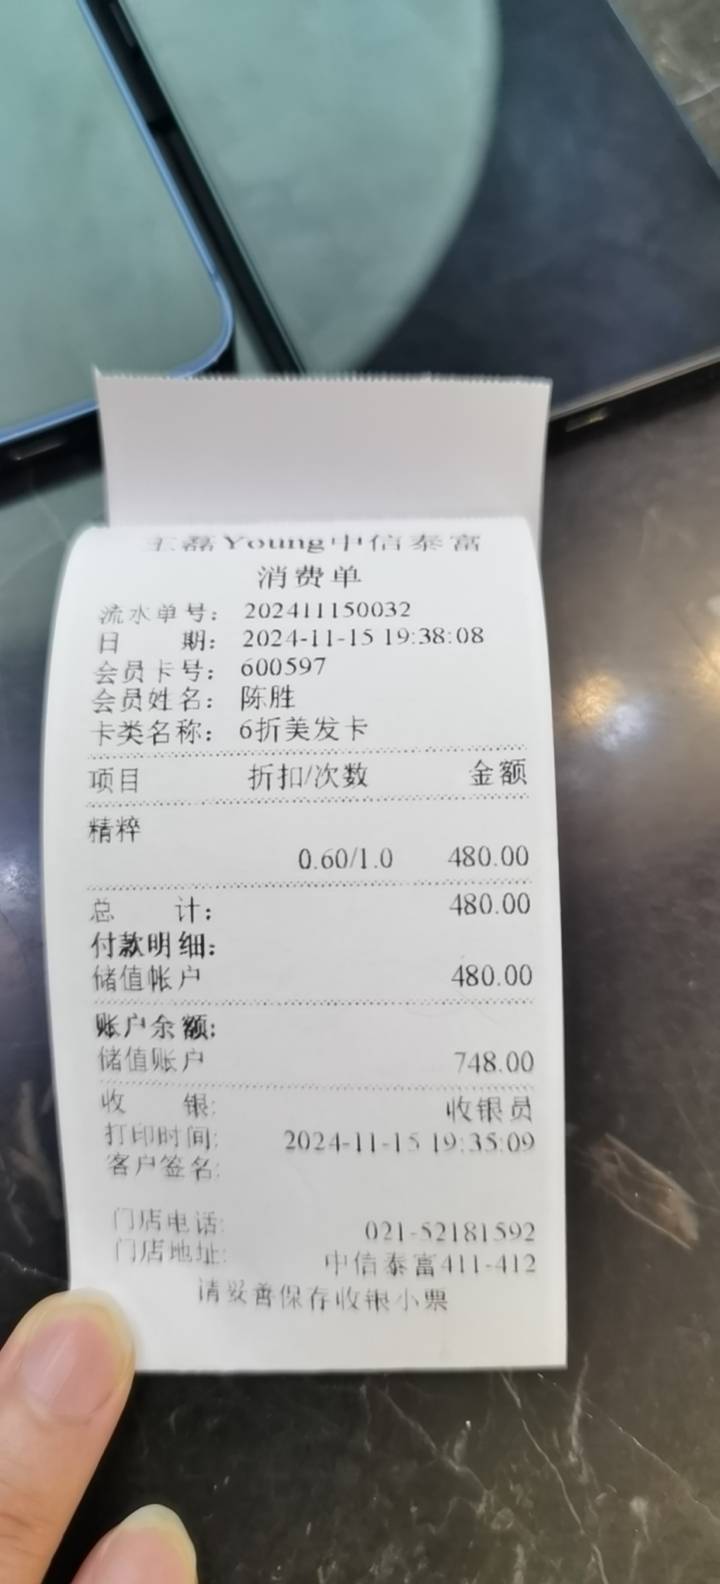 王磊Young中信泰富
消费单
流水单号: 202411150032
日 期: 2024-11-15 19:38:08
会员卡号: 600597
会员姓名: 陈胜
卡类名称: 6折美发卡
项目 折扣/次数 金额
精粹
0.60/1.0 480.00
总 计: 480.00
付款明细:
储值帐户 480.00
账户余额:
储值账户 748.00
收 银: 收银员
打印时间: 2024-11-15 19:35:09
客户签名:
门店电话: 021-52181592
门店地址: 中信泰富411-412
请妥善保存收银小票